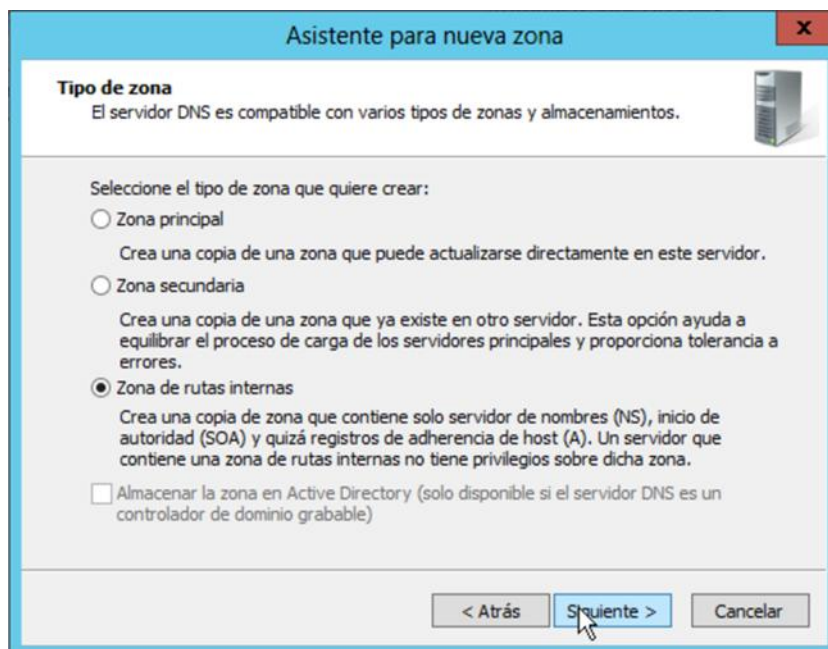 Asistente para nueva zona
x
Tipo de zona
El servidor DNS es compatible con varios tipos de zonas y almacenamientos.
Seleccione el tipo de zona que quiere crear:
Zona principal
Crea una copia de una zona que puede actualizarse directamente en este servidor.
Zona secundaria
Crea una copia de una zona que ya existe en otro servidor. Esta opción ayuda a
equilibrar el proceso de carga de los servidores principales y proporciona tolerancia a
errores.
Zona de rutas internas
Crea una copia de zona que contiene solo servidor de nombres (NS), inicio de
autoridad (SOA) y quizá registros de adherencia de host (A). Un servidor que
contiene una zona de rutas internas no tiene privilegios sobre dicha zona.
Almacenar la zona en Active Directory (solo disponible si el servidor DNS es un
controlador de dominio grabable)
< Atrás Siguiente > Cancelar